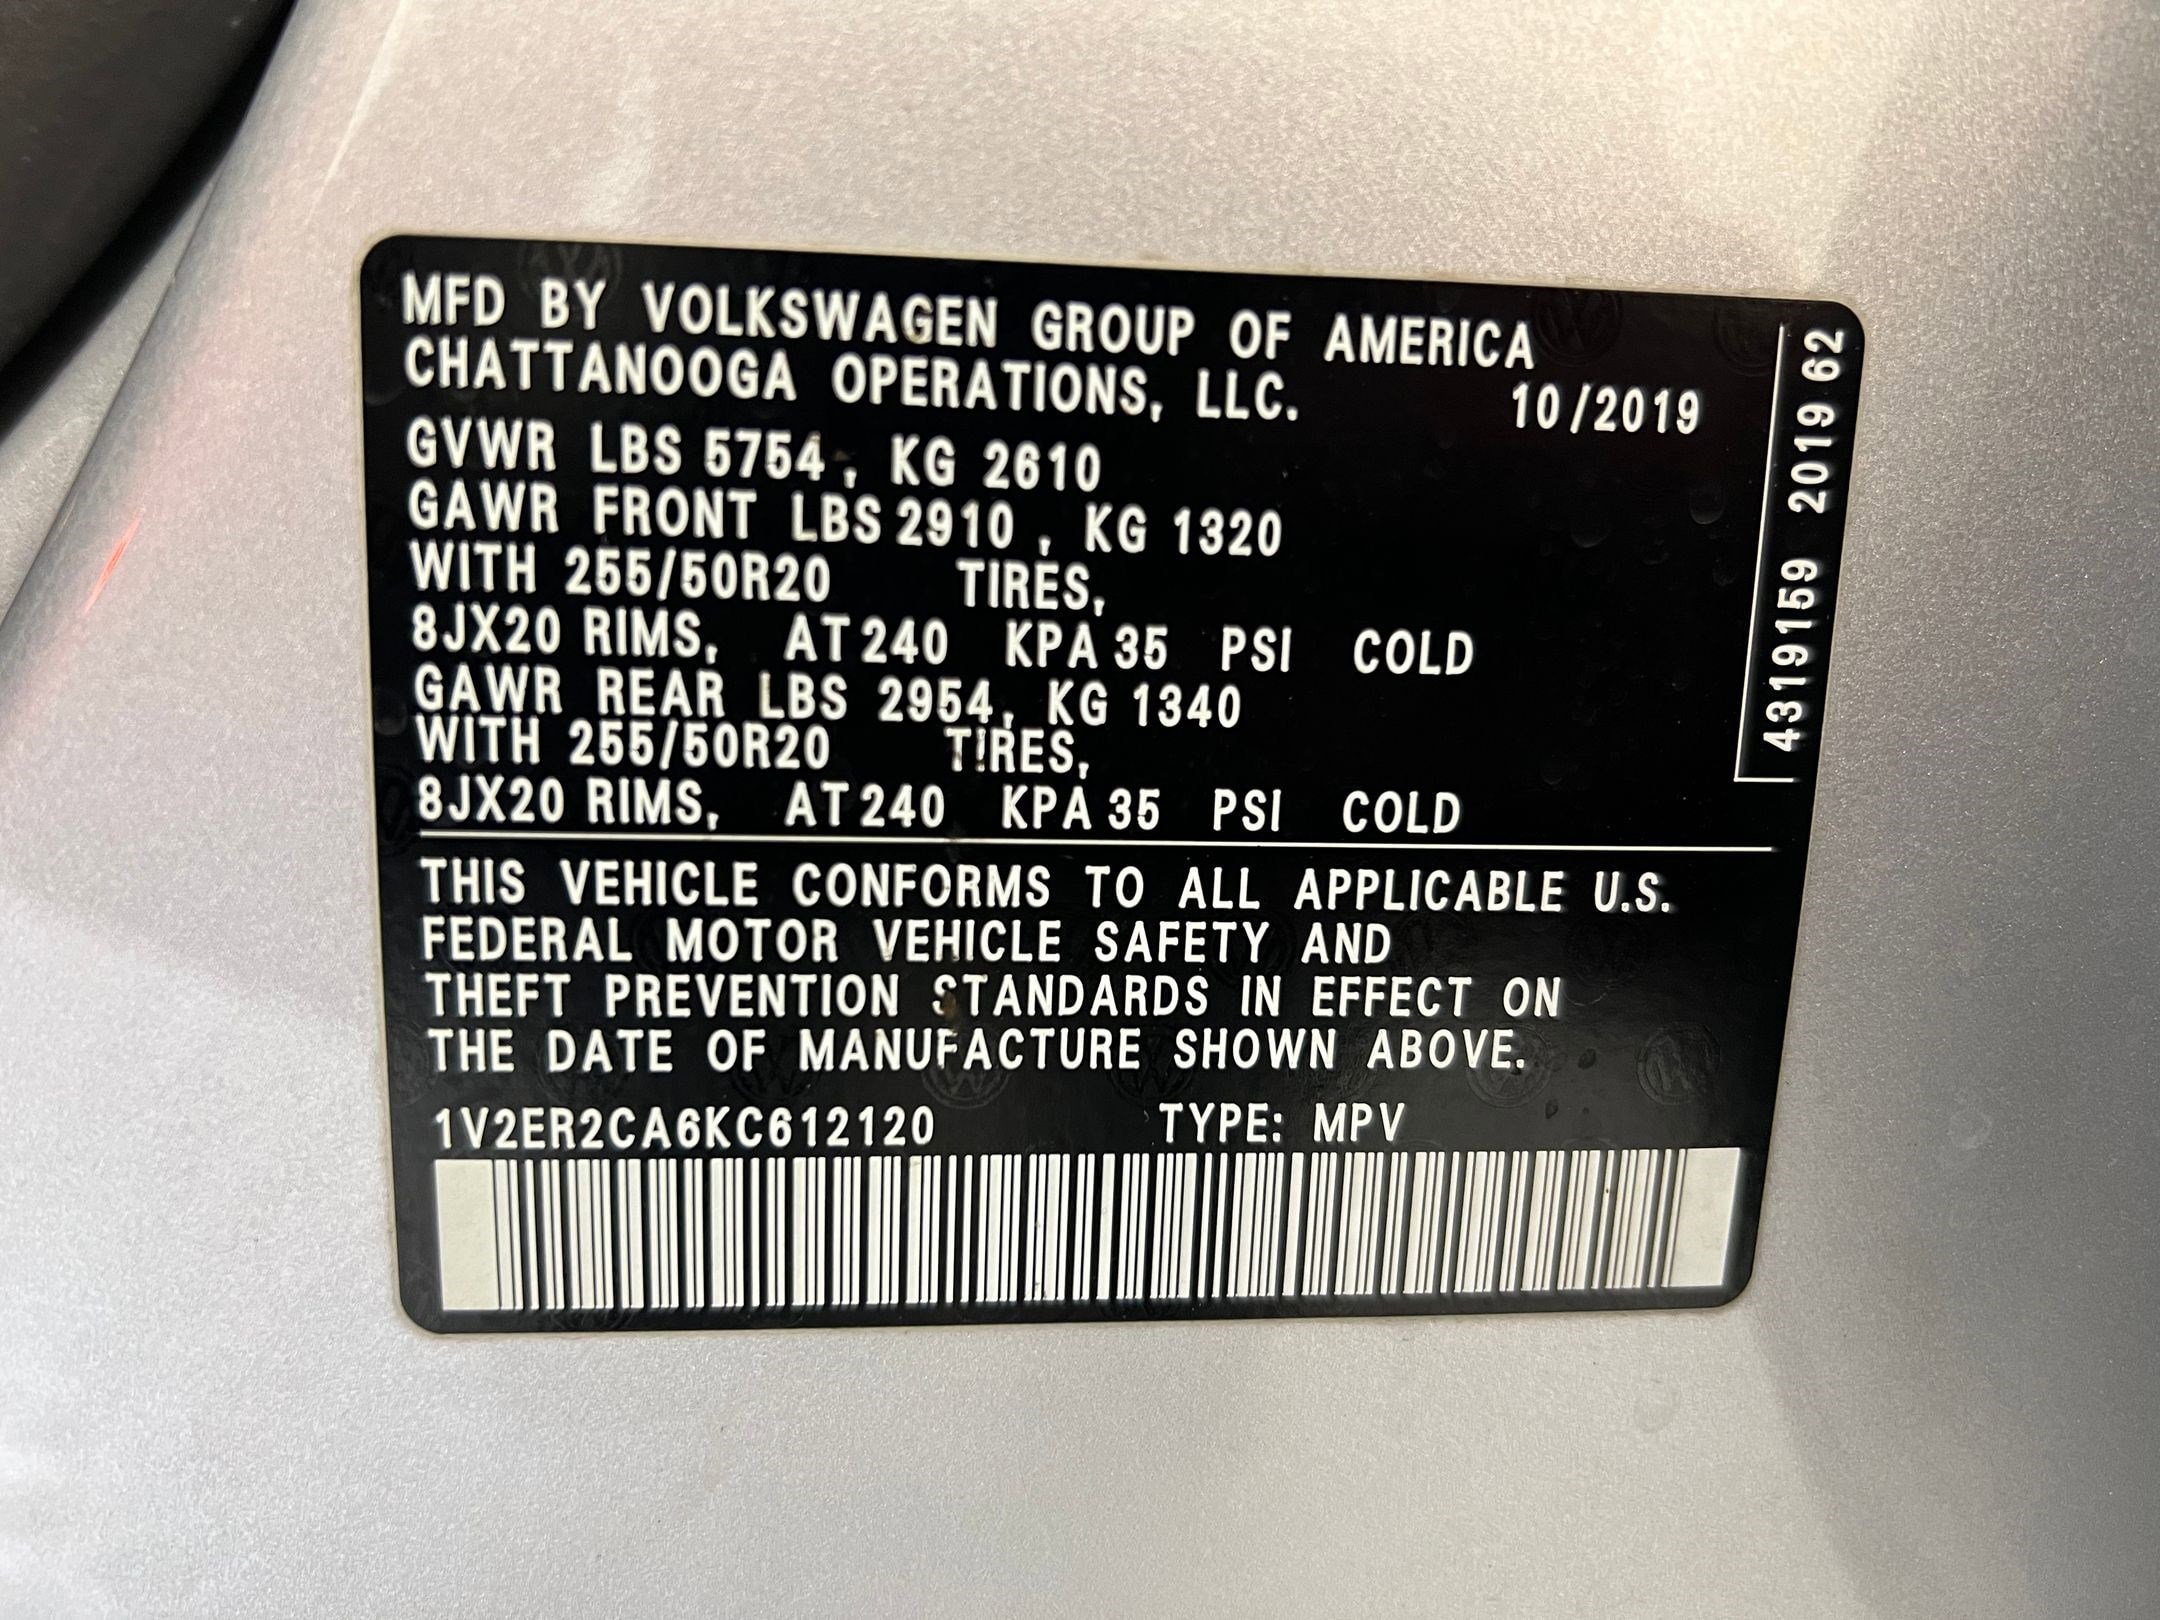 MFD BY VOLKSWAGEN GROUP OF AMERICA
CHATTANOOGA OPERATIONS, LLC. 10/2019
GVWR LBS 5754, KG 2610
GAWR FRONT LBS 2910, KG 1320
WITH 255/50R20 TIRES,
8JX20 RIMS, AT 240 KPA 35 PSI COLD
GAWR REAR LBS 2954, KG 1340
WITH 255/50R20 TIRES,
8JX20 RIMS, AT 240 KPA 35 PSI COLD
THIS VEHICLE CONFORMS TO ALL APPLICABLE U.S.
FEDERAL MOTOR VEHICLE SAFETY AND
THEFT PREVENTION STANDARDS IN EFFECT ON
THE DATE OF MANUFACTURE SHOWN ABOVE.
1V2ER2CA6KC612120 TYPE: MPV
4319159 2019 62